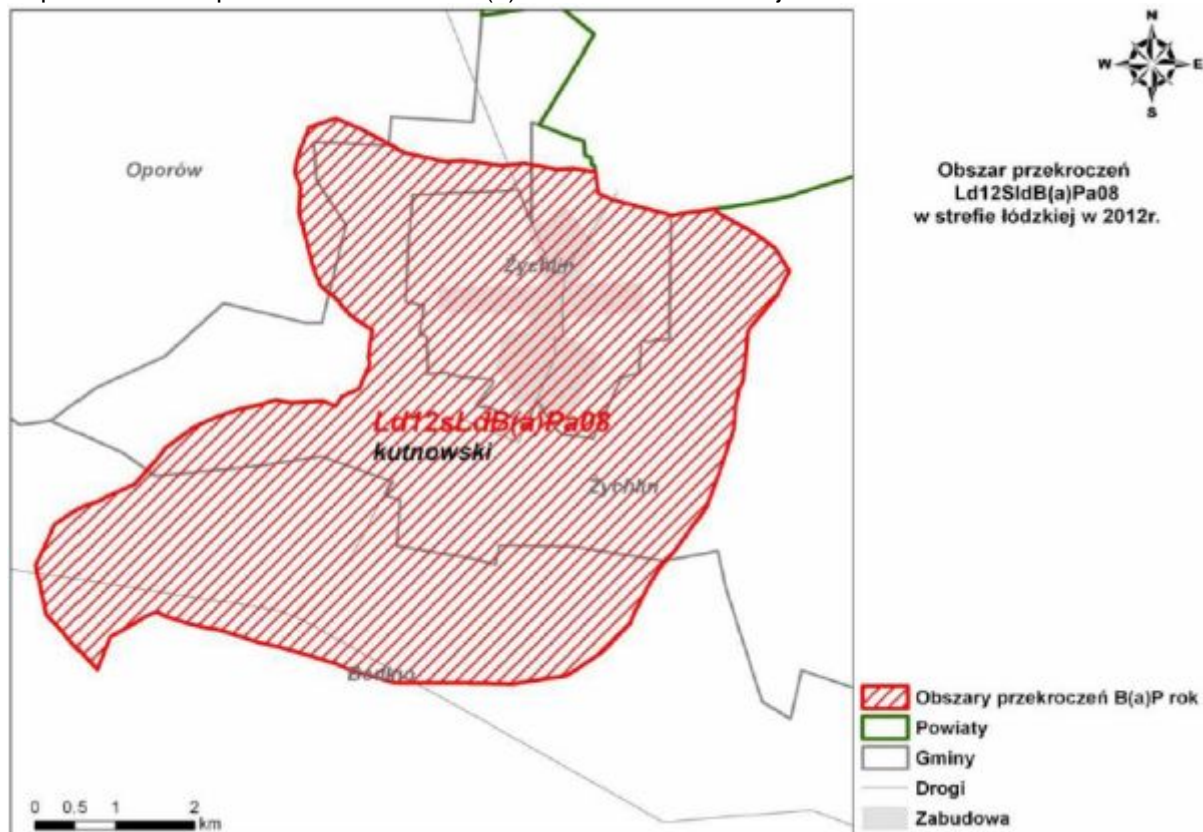 N
W E
S
Obszar przekroczeń
Ld12SldB(a)Pa08
w strefie łódzkiej w 2012r.
Oporów
Żychlin
Ld12sLdB(a)Pa08
kutnowski
Żychlin
Bedlno
Obszary przekroczeń B(a)P rok
Powiaty
Gminy
Drogi
Zabudowa
0 0.5 1 2
km